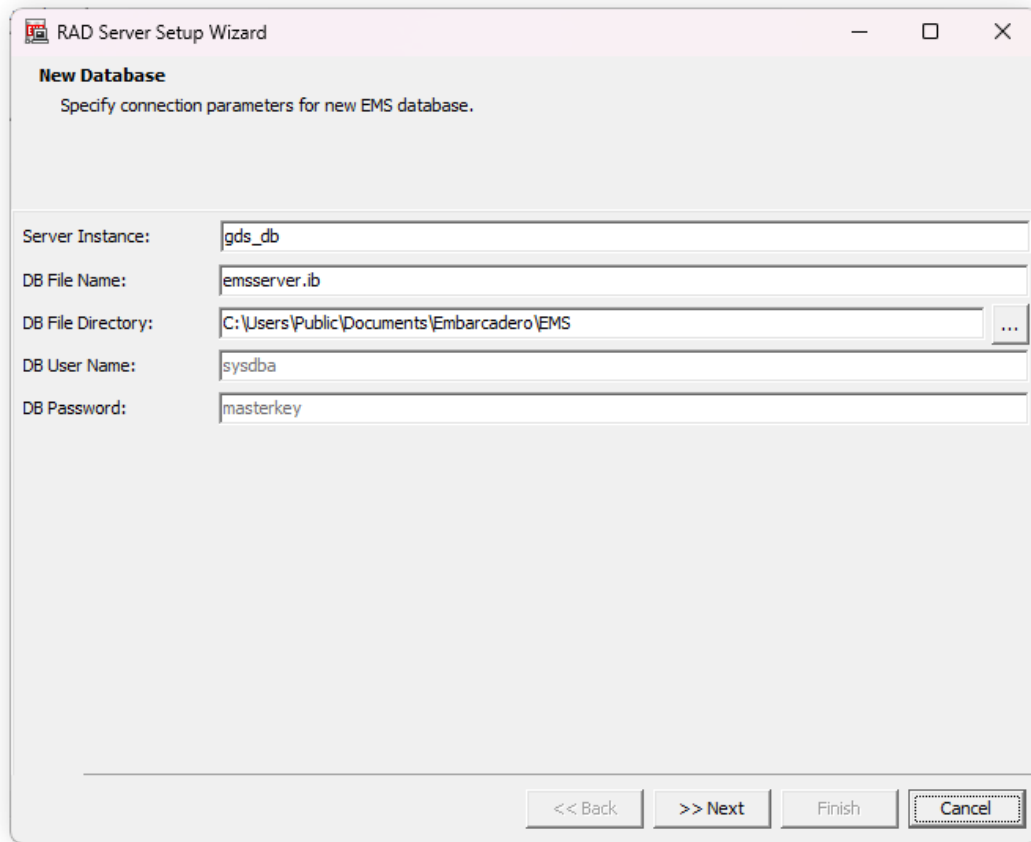 RAD Server Setup Wizard
New Database
Specify connection parameters for new EMS database.
Server Instance: gds_db
DB File Name: emsserver.ib
DB File Directory: C:\Users\Public\Documents\Embarcadero\EMS ...
DB User Name: sysdba
DB Password: masterkey
<< Back >> Next Finish Cancel